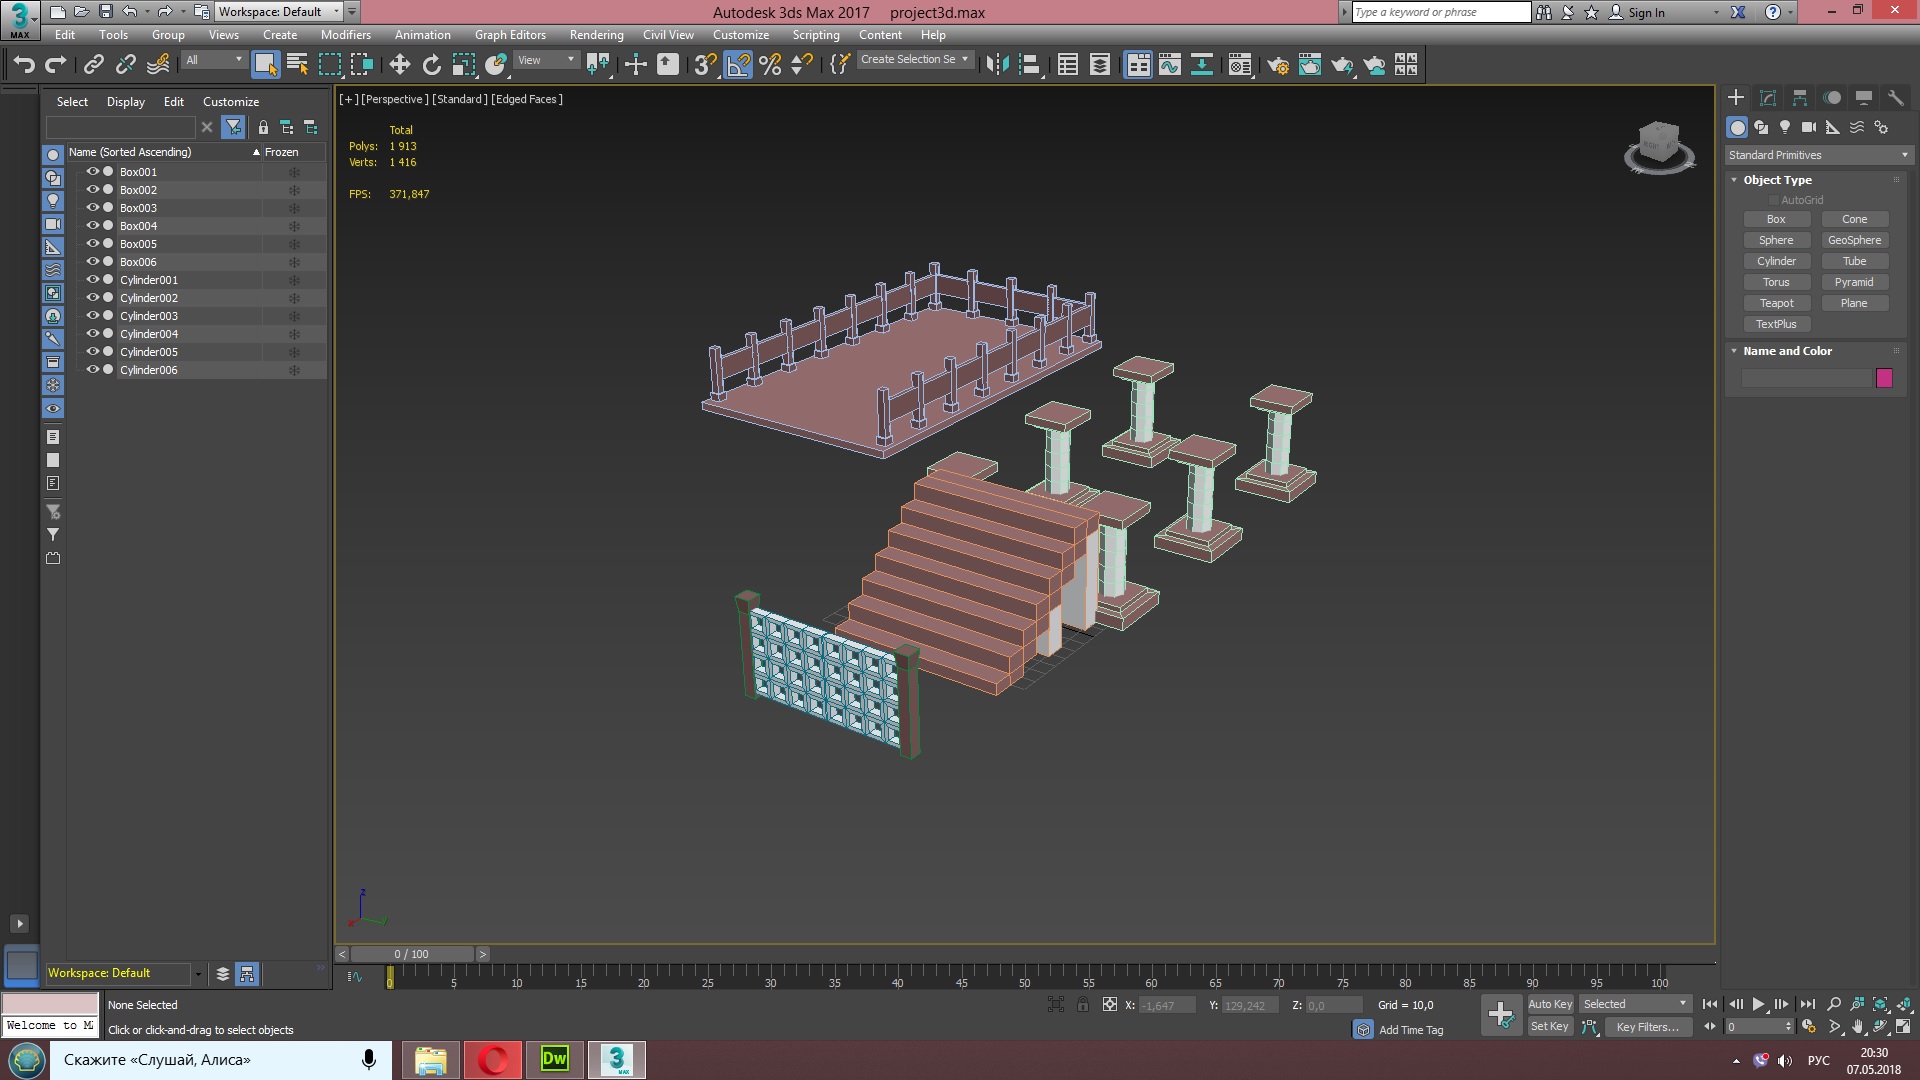 3
MAX
Workspace: Default
Autodesk 3ds Max 2017 project3d.max
Type a keyword or phrase
Sign In
Edit Tools Group Views Create Modifiers Animation Graph Editors Rendering Civil View Customize Scripting Content Help
All
View
Create Selection Se
Select Display Edit Customize
Name (Sorted Ascending) Frozen
Box001
Box002
Box003
Box004
Box005
Box006
Cylinder001
Cylinder002
Cylinder003
Cylinder004
Cylinder005
Cylinder006
[+] [Perspective] [Standard] [Edged Faces]
Total
Polys: 1 913
Verts: 1 416
FPS: 371,847
Standard Primitives
Object Type
AutoGrid
Box Cone
Sphere GeoSphere
Cylinder Tube
Torus Pyramid
Teapot Plane
TextPlus
Name and Color
z
Workspace: Default
< 0 / 100 >
0 5 10 15 20 25 30 35 40 45 50 55 60 65 70 75 80 85 90 95 100
None Selected
X: -1,647 Y: 129,242 Z: 0,0 Grid = 10,0
Auto Key Selected
Welcome to M
Click or click-and-drag to select objects
Add Time Tag
Set Key Key Filters...
0
Скажите «Слушай, Алиса»
Dw
3
MAX
РУС
20:30
07.05.2018